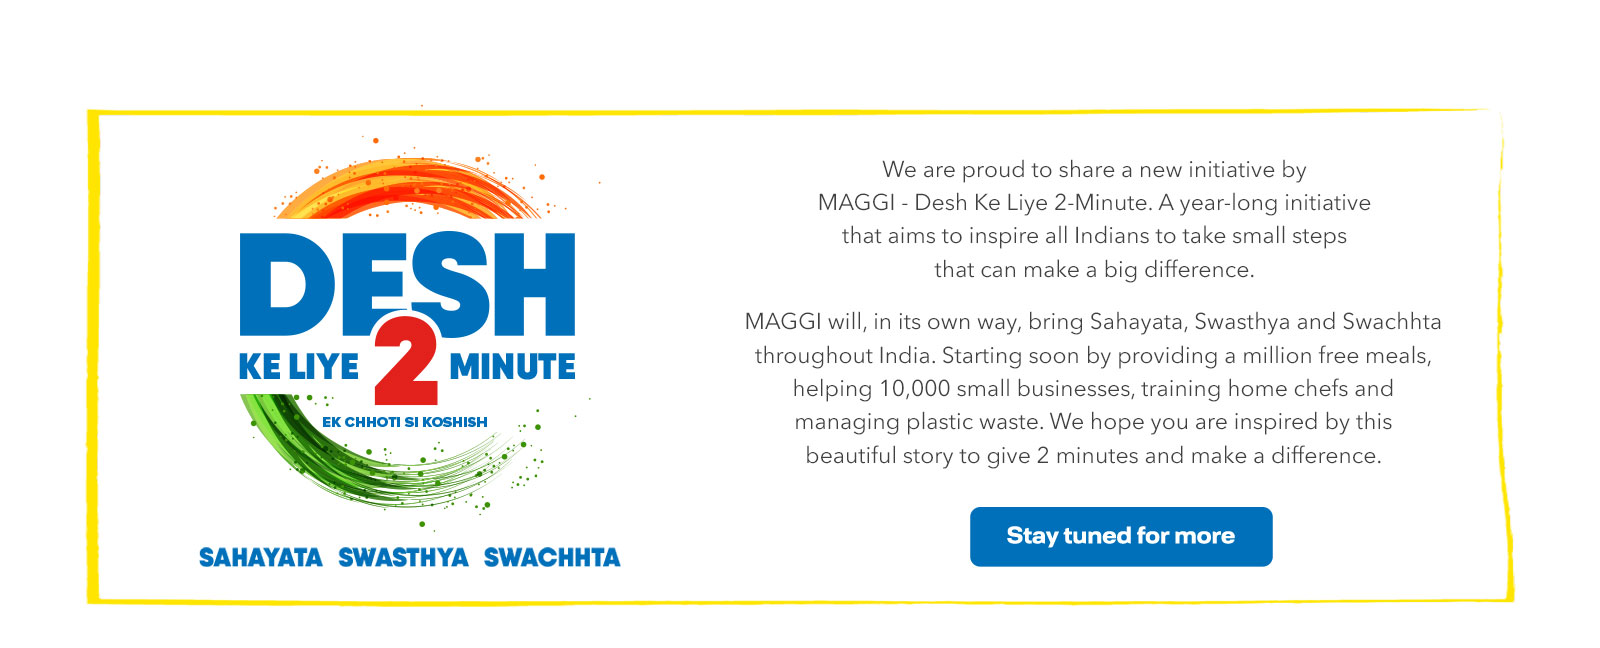 DESH
KE LIYE 2 MINUTE
EK CHHOTI SI KOSHISH
SAHAYATA SWASTHYA SWACHHTA
We are proud to share a new initiative by
MAGGI - Desh Ke Liye 2-Minute. A year-long initiative
that aims to inspire all Indians to take small steps
that can make a big difference.
MAGGI will, in its own way, bring Sahayata, Swasthya and Swachhta
throughout India. Starting soon by providing a million free meals,
helping 10,000 small businesses, training home chefs and
managing plastic waste. We hope you are inspired by this
beautiful story to give 2 minutes and make a difference.
Stay tuned for more